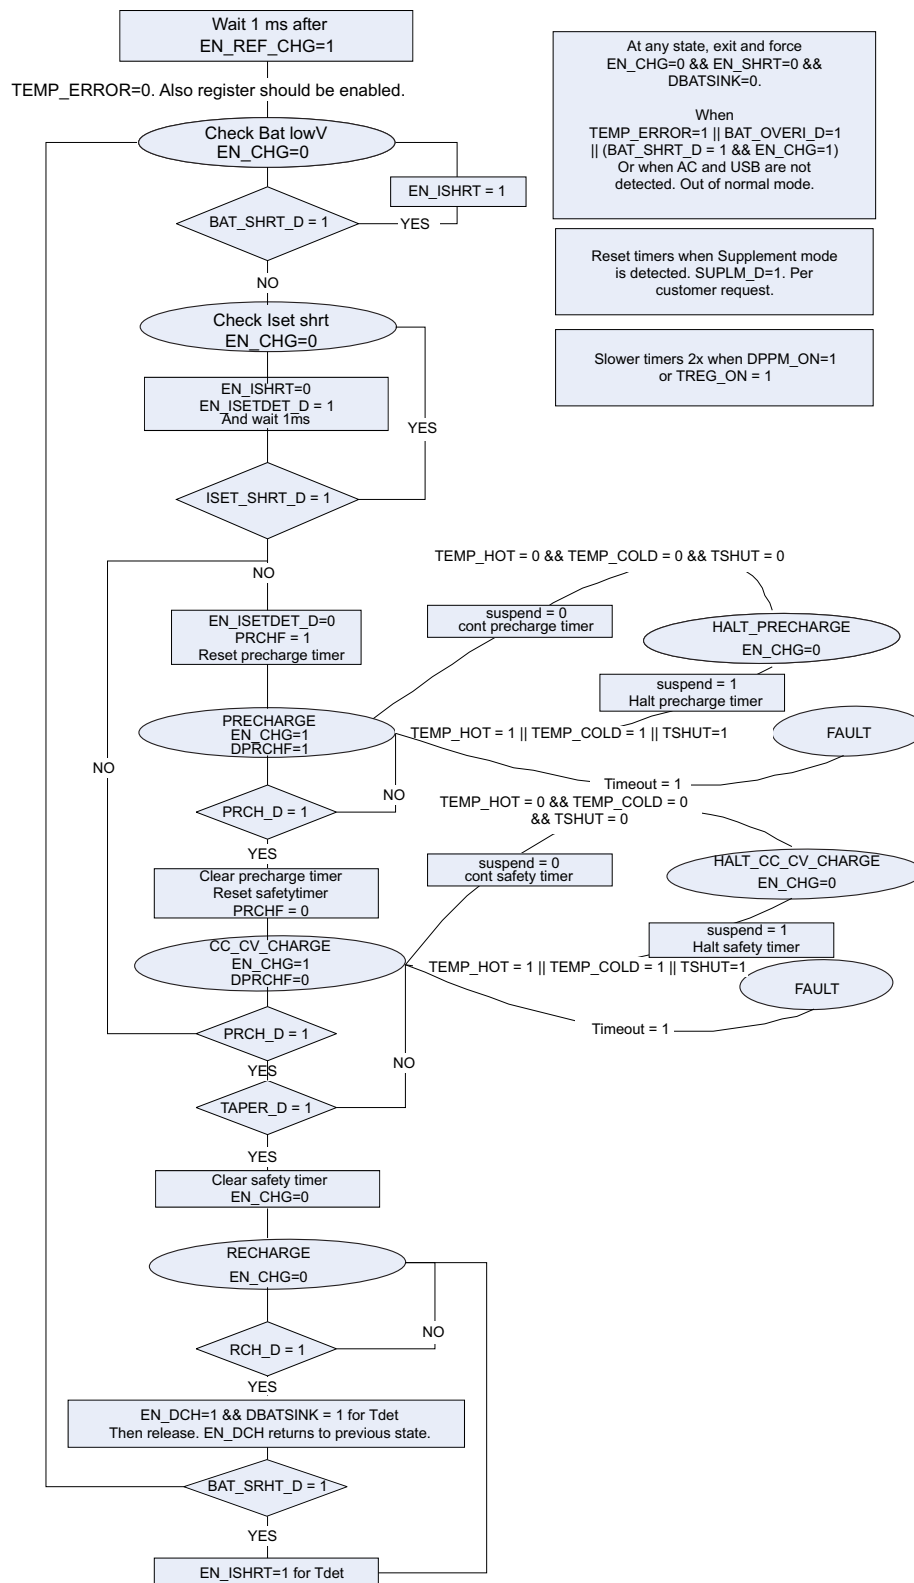 Wait 1 ms after
EN_REF_CHG=1
TEMP_ERROR=0. Also register should be enabled.
Check Bat lowV
EN_CHG=0
EN_ISHRT = 1
BAT_SHRT_D = 1
YES
NO
Check Iset shrt
EN_CHG=0
EN_ISHRT=0
EN_ISETDET_D = 1
And wait 1ms
YES
ISET_SHRT_D = 1
NO
At any state, exit and force
EN_CHG=0 && EN_SHRT=0 &&
DBATSINK=0.
When
TEMP_ERROR=1 || BAT_OVERI_D=1
|| (BAT_SHRT_D = 1 && EN_CHG=1)
Or when AC and USB are not
detected. Out of normal mode.
Reset timers when Supplement mode
is detected. SUPLM_D=1. Per
customer request.
Slower timers 2x when DPPM_ON=1
or TREG_ON = 1
EN_ISETDET_D=0
PRCHF = 1
Reset precharge timer
TEMP_HOT = 0 && TEMP_COLD = 0 && TSHUT = 0
suspend = 0
cont precharge timer
HALT_PRECHARGE
EN_CHG=0
suspend = 1
Halt precharge timer
PRECHARGE
EN_CHG=1
DPRCHF=1
TEMP_HOT = 1 || TEMP_COLD = 1 || TSHUT=1
FAULT
NO
Timeout = 1
NO
PRCH_D = 1
YES
TEMP_HOT = 0 && TEMP_COLD = 0
&& TSHUT = 0
suspend = 0
cont safety timer
HALT_CC_CV_CHARGE
EN_CHG=0
Clear precharge timer
Reset safetytimer
PRCHF = 0
suspend = 1
Halt safety timer
CC_CV_CHARGE
EN_CHG=1
DPRCHF=0
TEMP_HOT = 1 || TEMP_COLD = 1 || TSHUT=1
FAULT
Timeout = 1
PRCH_D = 1
YES
NO
TAPER_D = 1
YES
Clear safety timer
EN_CHG=0
RECHARGE
EN_CHG=0
NO
RCH_D = 1
YES
EN_DCH=1 && DBATSINK = 1 for Tdet
Then release. EN_DCH returns to previous state.
BAT_SRHT_D = 1
YES
EN_ISHRT=1 for Tdet